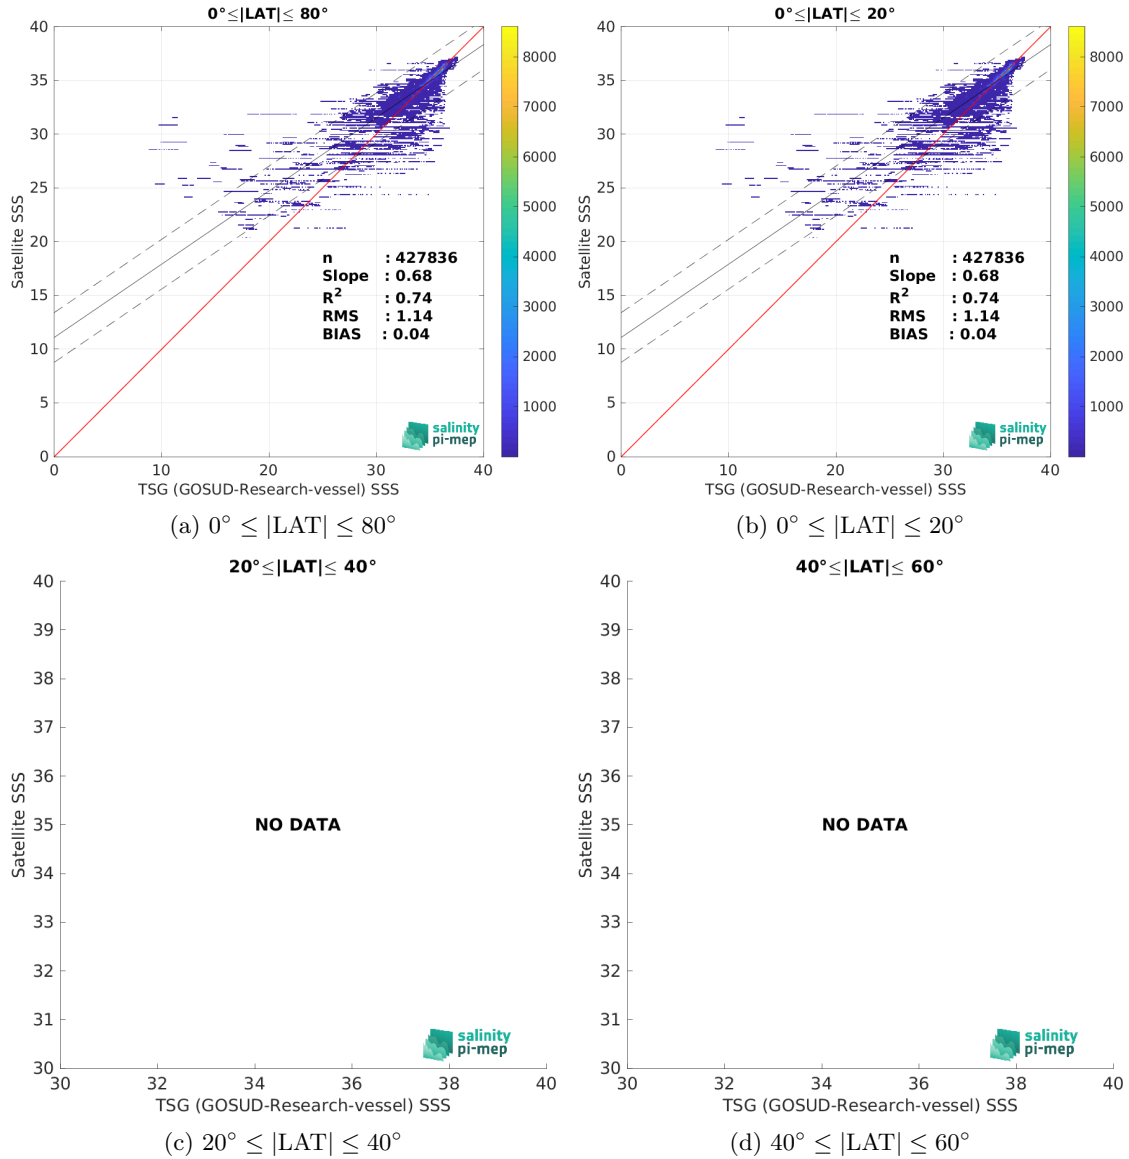 0°≤|LAT|≤ 80°
40
35
30
25
20
15
10
5
0
Satellite SSS
n : 427836
Slope : 0.68
R² : 0.74
RMS : 1.14
BIAS : 0.04
salinity
pi-mep
0 10 20 30 40
TSG (GOSUD-Research-vessel) SSS
8000
7000
6000
5000
4000
3000
2000
1000
(a) 0° ≤ |LAT| ≤ 80°
0°≤|LAT|≤ 20°
40
35
30
25
20
15
10
5
0
Satellite SSS
n : 427836
Slope : 0.68
R² : 0.74
RMS : 1.14
BIAS : 0.04
salinity
pi-mep
0 10 20 30 40
TSG (GOSUD-Research-vessel) SSS
8000
7000
6000
5000
4000
3000
2000
1000
(b) 0° ≤ |LAT| ≤ 20°
20°≤|LAT|≤ 40°
40
39
38
37
36
35
34
33
32
31
30
Satellite SSS
NO DATA
salinity
pi-mep
30 32 34 36 38 40
TSG (GOSUD-Research-vessel) SSS
(c) 20° ≤ |LAT| ≤ 40°
40°≤|LAT|≤ 60°
40
39
38
37
36
35
34
33
32
31
30
Satellite SSS
NO DATA
salinity
pi-mep
30 32 34 36 38 40
TSG (GOSUD-Research-vessel) SSS
(d) 40° ≤ |LAT| ≤ 60°